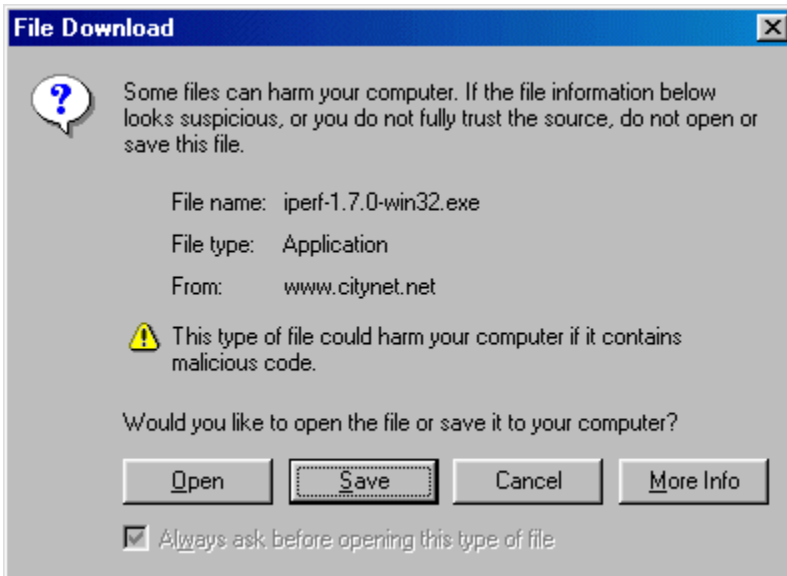 File Download
Some files can harm your computer. If the file information below
looks suspicious, or you do not fully trust the source, do not open or
save this file.
File name: iperf-1.7.0-win32.exe
File type: Application
From: www.citynet.net
This type of file could harm your computer if it contains
malicious code.
Would you like to open the file or save it to your computer?
Open Save Cancel More Info
Always ask before opening this type of file